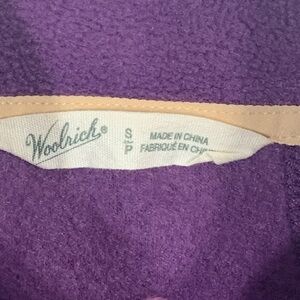 Woolrich®
S
P
MADE IN CHINA
FABRIQUÉ EN